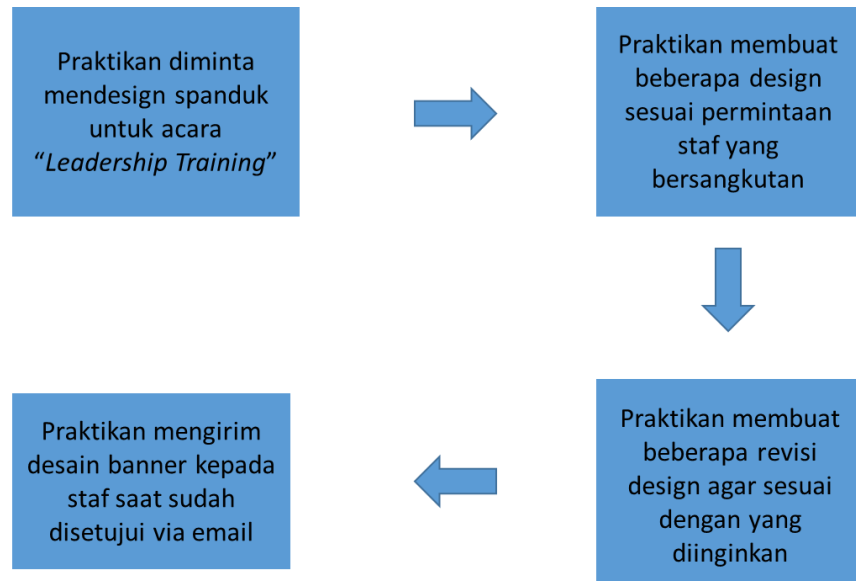 Praktikan diminta
mendesign spanduk
untuk acara
“Leadership Training”
Praktikan membuat
beberapa design
sesuai permintaan
staf yang
bersangkutan
Praktikan membuat
beberapa revisi
design agar sesuai
dengan yang
diinginkan
Praktikan mengirim
desain banner kepada
staf saat sudah
disetujui via email